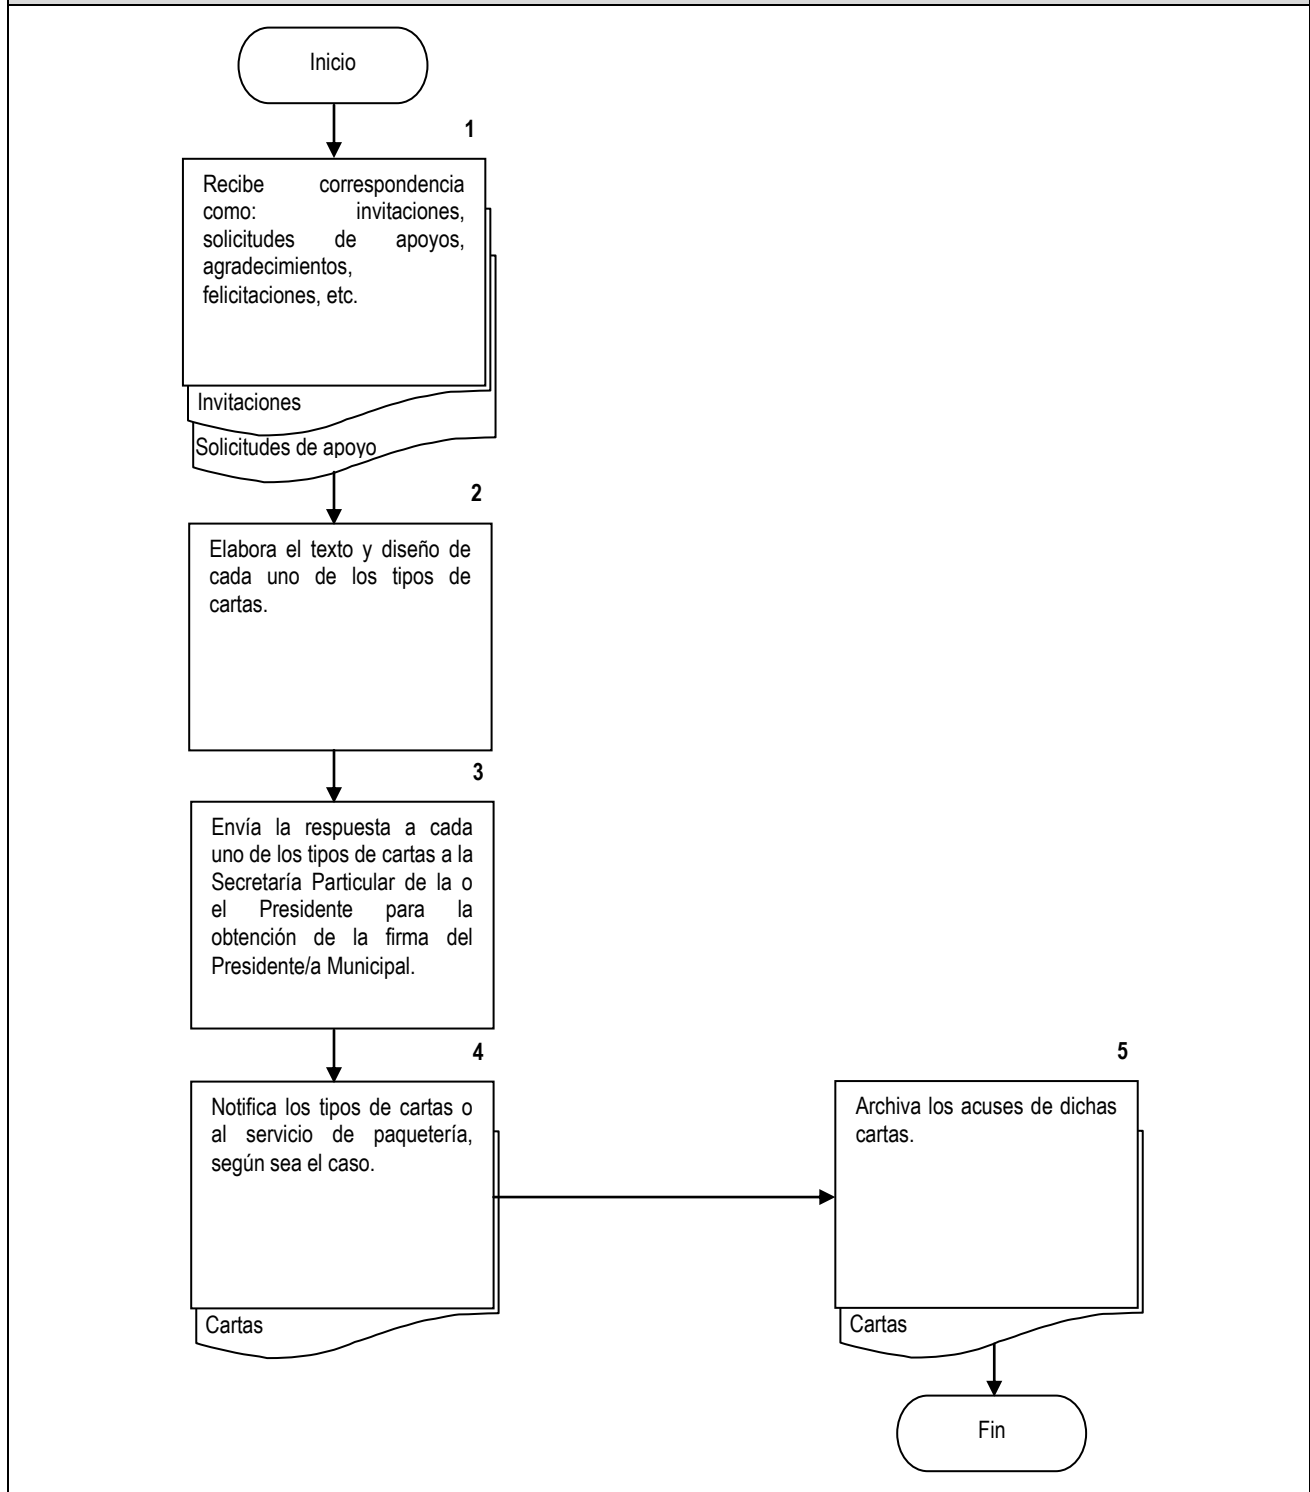 Inicio
1
Recibe correspondencia
como: invitaciones,
solicitudes de apoyos,
agradecimientos,
felicitaciones, etc.
Invitaciones
Solicitudes de apoyo
2
Elabora el texto y diseño de
cada uno de los tipos de
cartas.
3
Envía la respuesta a cada
uno de los tipos de cartas a la
Secretaría Particular de la o
el Presidente para la
obtención de la firma del
Presidente/a Municipal.
4
Notifica los tipos de cartas o
al servicio de paquetería,
según sea el caso.
Cartas
5
Archiva los acuses de dichas
cartas.
Cartas
Fin